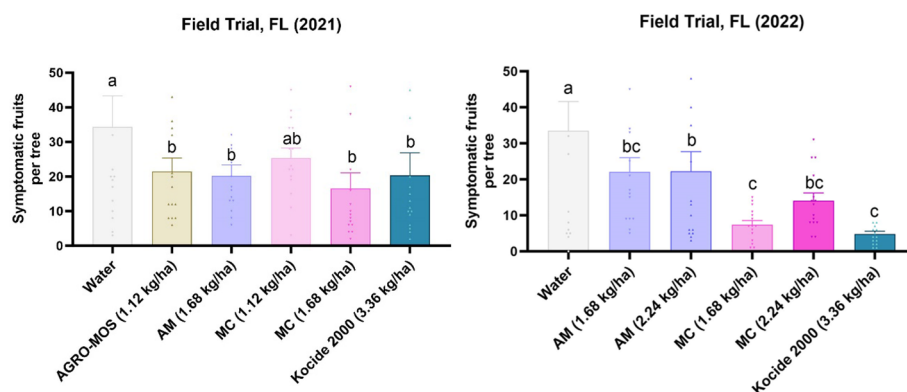 Field Trial, FL (2021)
Symptomatic fruits
per tree
50
40
30
20
10
0
a
b
b
ab
b
b
Water
AGRO-MOS (1.12 kg/ha)
AM (1.68 kg/ha)
MC (1.12 kg/ha)
MC (1.68 kg/ha)
Kocide 2000 (3.36 kg/ha)
Field Trial, FL (2022)
Symptomatic fruits
per tree
50
40
30
20
10
0
a
bc
b
c
bc
c
Water
AM (1.68 kg/ha)
AM (2.24 kg/ha)
MC (1.68 kg/ha)
MC (2.24 kg/ha)
Kocide 2000 (3.36 kg/ha)